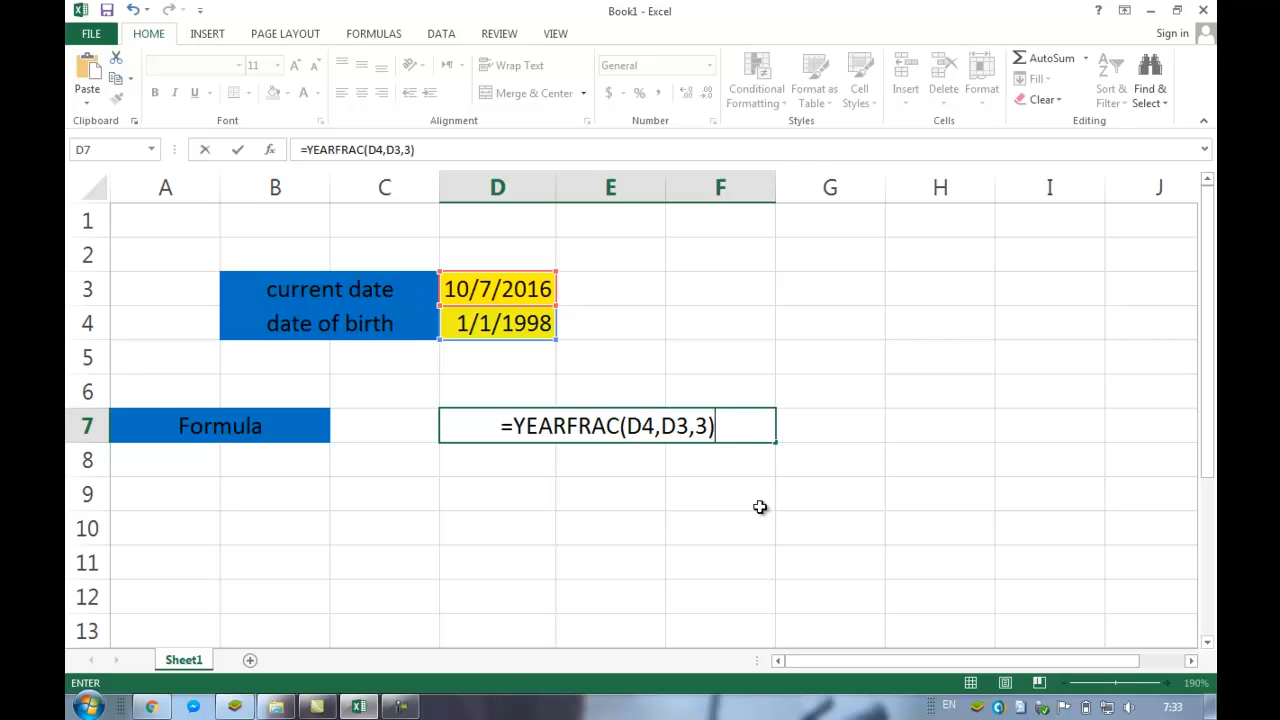 Book1 - Excel
?
FILE HOME INSERT PAGE LAYOUT FORMULAS DATA REVIEW VIEW Sign in
Paste
Clipboard
11
B I U A
Font
Wrap Text
Merge & Center
Alignment
General
$ % ,
Number
Conditional Formatting
Format as Table
Cell Styles
Styles
Insert Delete Format
Cells
AutoSum
Fill
Clear
Sort & Filter
Find & Select
Editing
D7 fx =YEARFRAC(D4,D3,3)
A B C D E F G H I J
1
2
3 current date 10/7/2016
4 date of birth 1/1/1998
5
6
7 Formula =YEARFRAC(D4,D3,3)
8
9
10
11
12
13
Sheet1
ENTER 190%
EN 7:33